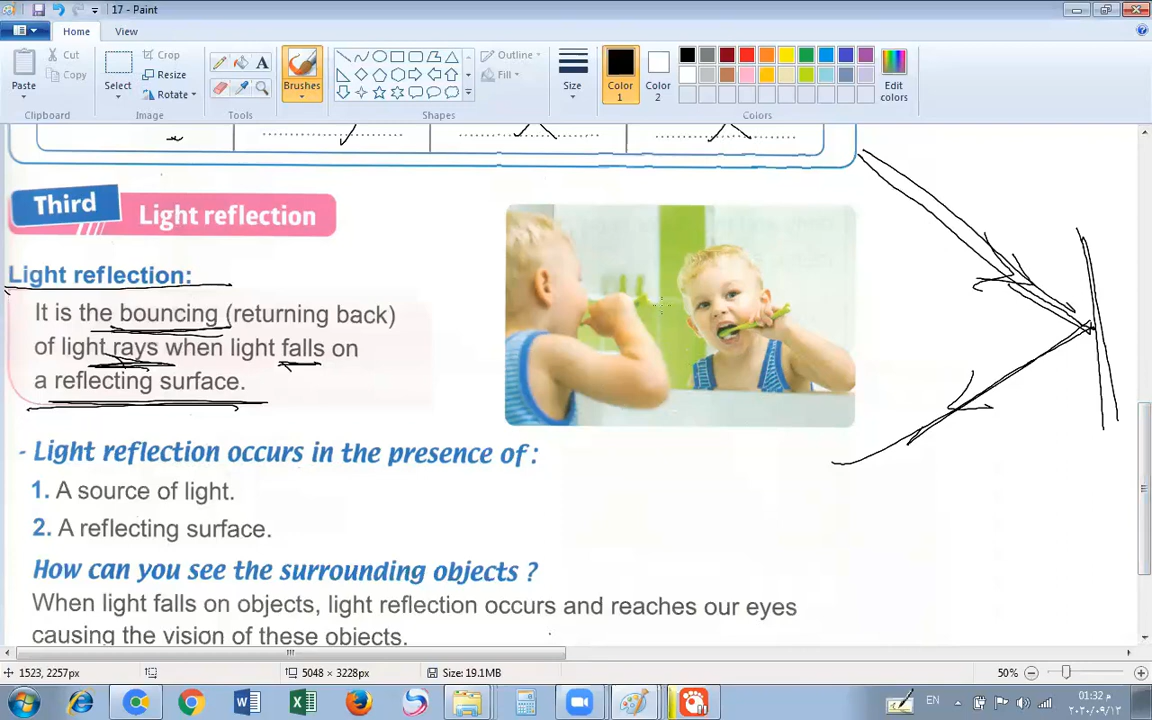 17 - Paint
Home
View
Paste
Cut
Copy
Clipboard
Select
Crop
Resize
Rotate
Image
Tools
Brushes
Outline
Fill
Shapes
Size
Color 1
Color 2
Edit colors
Colors
Third
Light reflection
Light reflection:
It is the bouncing (returning back)
of light rays when light falls on
a reflecting surface.
- Light reflection occurs in the presence of:
1. A source of light.
2. A reflecting surface.
How can you see the surrounding objects ?
When light falls on objects, light reflection occurs and reaches our eyes
causing the vision of these objects.
1523, 2257px
5048 × 3228px
Size: 19.1MB
50%
EN
01:32 م
٢٠٢٠/٠٩/١٣